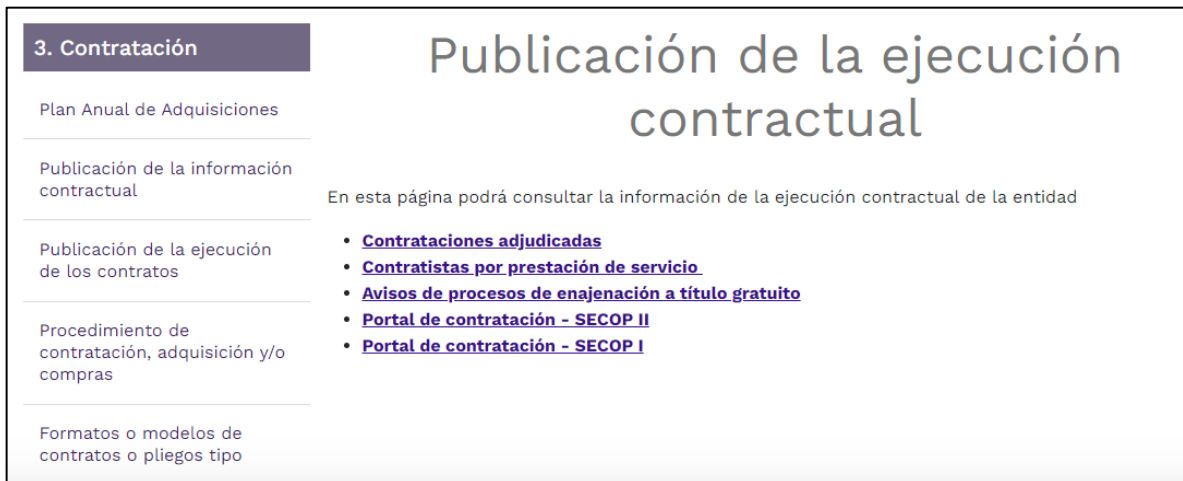 3. Contratación
Plan Anual de Adquisiciones
Publicación de la información
contractual
Publicación de la ejecución
de los contratos
Procedimiento de
contratación, adquisición y/o
compras
Formatos o modelos de
contratos o pliegos tipo
Publicación de la ejecución
contractual
En esta página podrá consultar la información de la ejecución contractual de la entidad
• Contrataciones adjudicadas
• Contratistas por prestación de servicio
• Avisos de procesos de enajenación a título gratuito
• Portal de contratación - SECOP II
• Portal de contratación - SECOP I